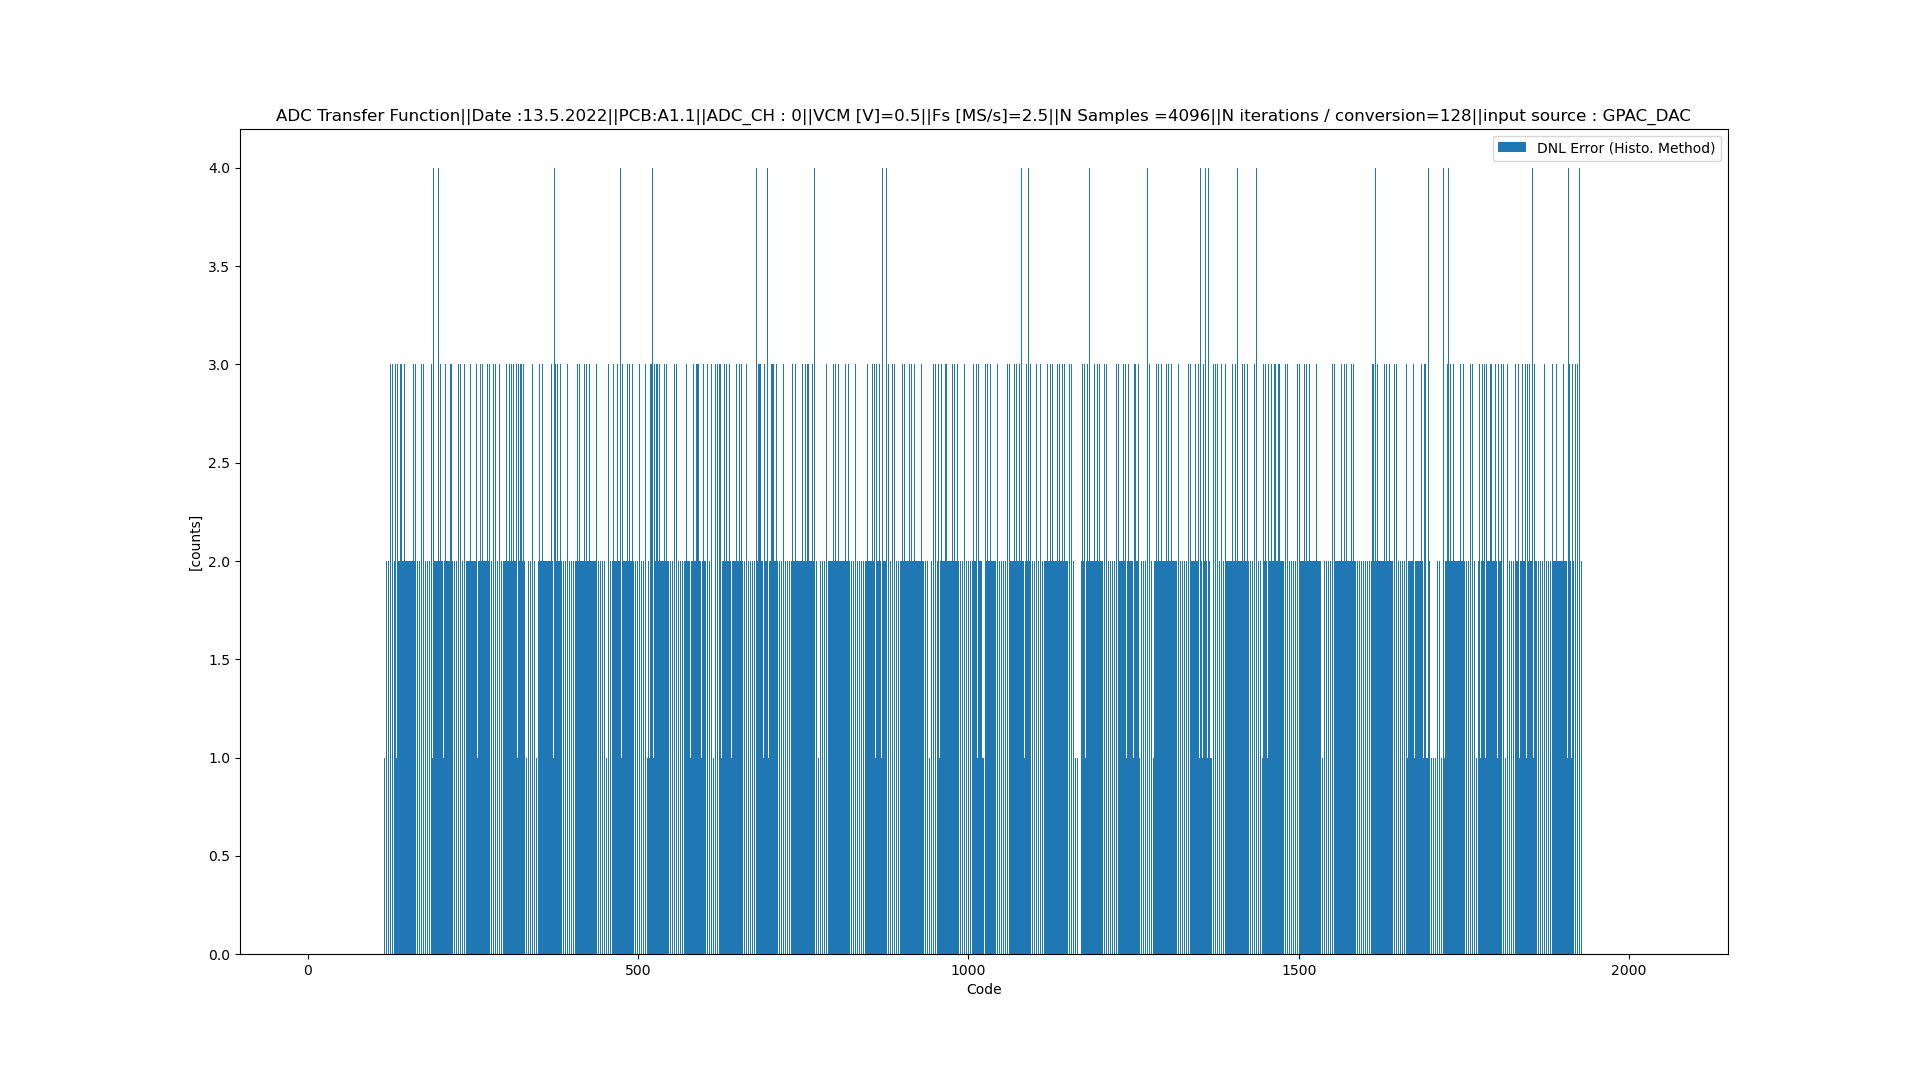 ADC Transfer Function||Date :13.5.2022||PCB:A1.1||ADC_CH : 0||VCM [V]=0.5||Fs [MS/s]=2.5||N Samples =4096||N iterations / conversion=128||input source : GPAC_DAC
DNL Error (Histo. Method)
4.0
3.5
3.0
2.5
2.0
1.5
1.0
0.5
0.0
[counts]
0 500 1000 1500 2000
Code